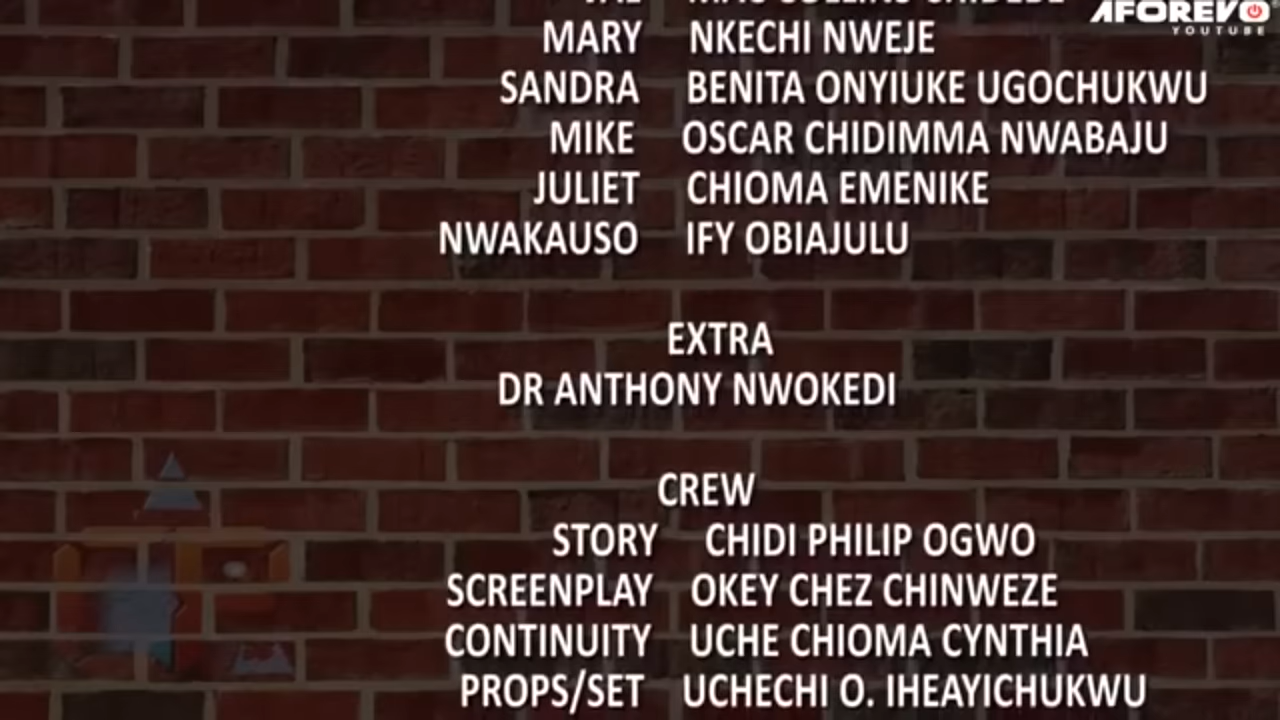 AFOREVO
YOUTUBE
MARY NKECHI NWEJE
SANDRA BENITA ONYIUKE UGOCHUKWU
MIKE OSCAR CHIDIMMA NWABAJU
JULIET CHIOMA EMENIKE
NWAKAUSO IFY OBIAJULU
EXTRA
DR ANTHONY NWOKEDI
CREW
STORY CHIDI PHILIP OGWO
SCREENPLAY OKEY CHEZ CHINWEZE
CONTINUITY UCHE CHIOMA CYNTHIA
PROPS/SET UCHECHI O. IHEAYICHUKWU